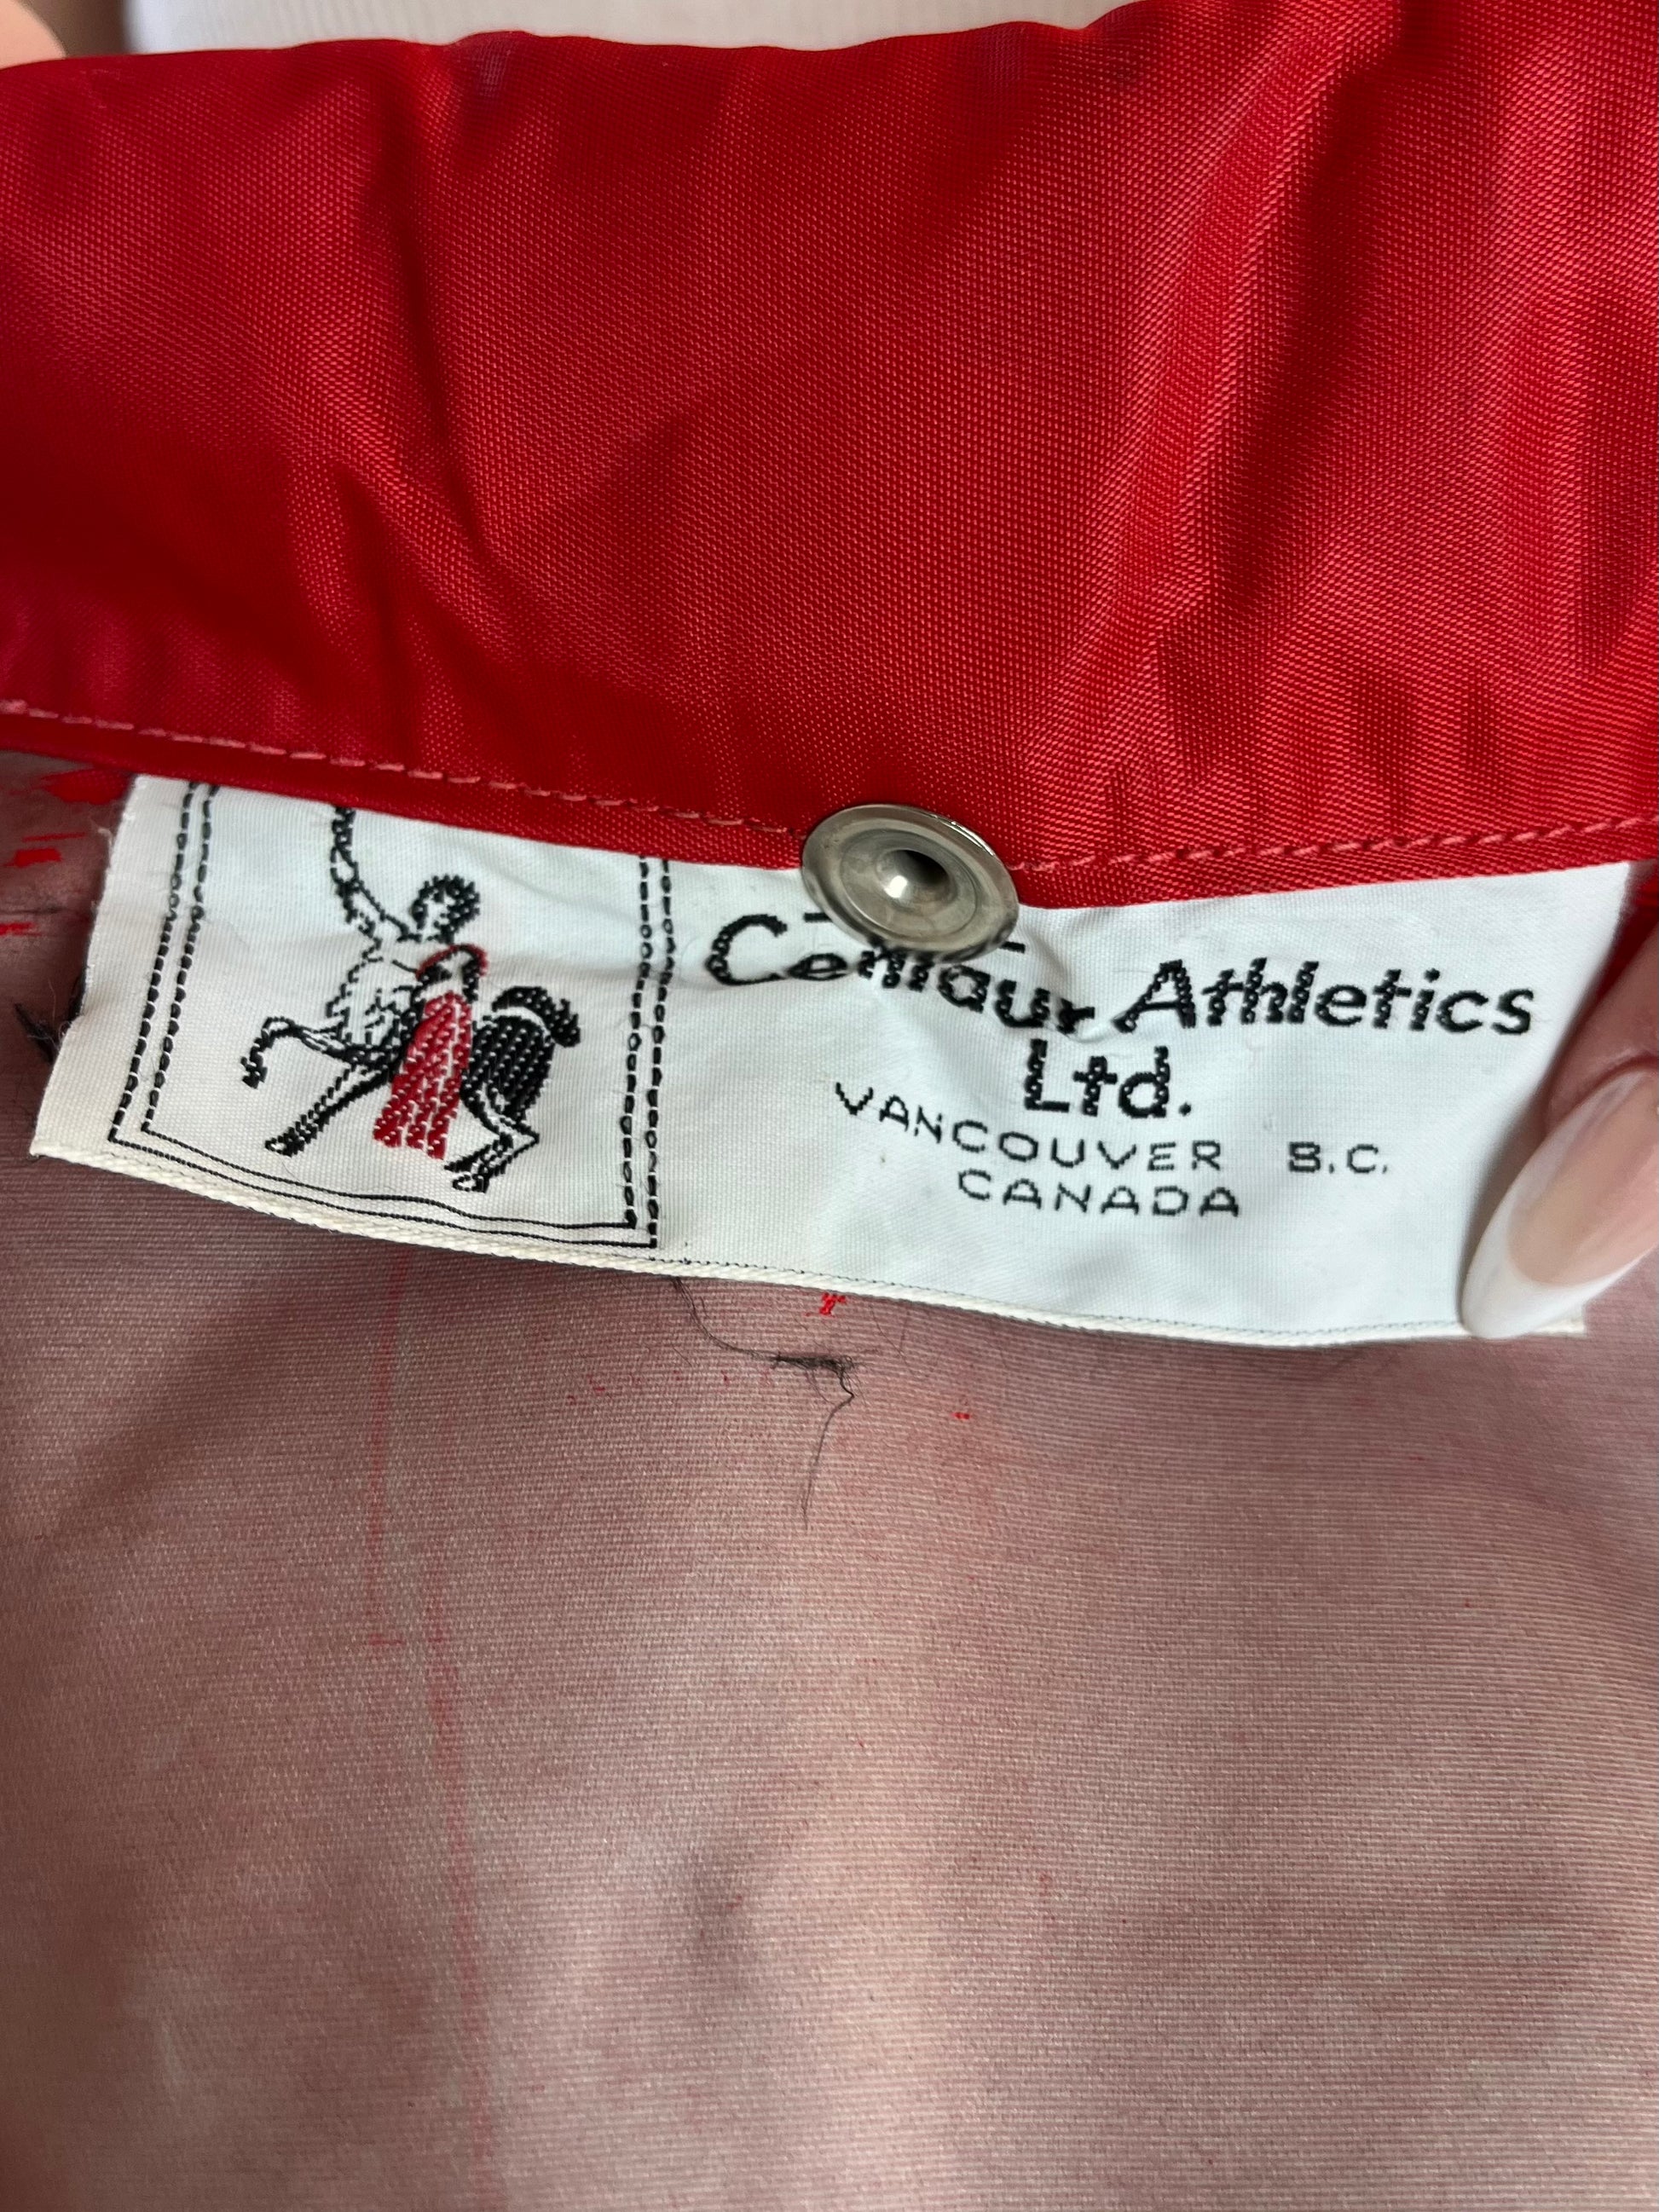 Centaur Athletics
Ltd.
VANCOUVER B.C.
CANADA